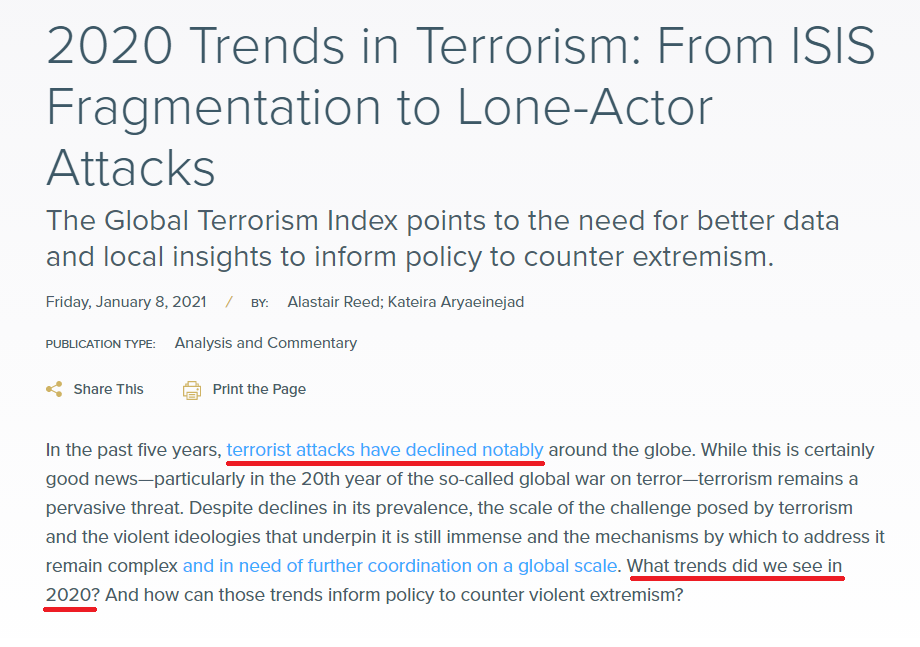 2020 Trends in Terrorism: From ISIS
Fragmentation to Lone-Actor
Attacks
The Global Terrorism Index points to the need for better data
and local insights to inform policy to counter extremism.
Friday, January 8, 2021 / BY: Alastair Reed; Kateira Aryaeinejad
PUBLICATION TYPE: Analysis and Commentary
Share This Print the Page
In the past five years, terrorist attacks have declined notably around the globe. While this is certainly
good news—particularly in the 20th year of the so-called global war on terror—terrorism remains a
pervasive threat. Despite declines in its prevalence, the scale of the challenge posed by terrorism
and the violent ideologies that underpin it is still immense and the mechanisms by which to address it
remain complex and in need of further coordination on a global scale. What trends did we see in
2020? And how can those trends inform policy to counter violent extremism?